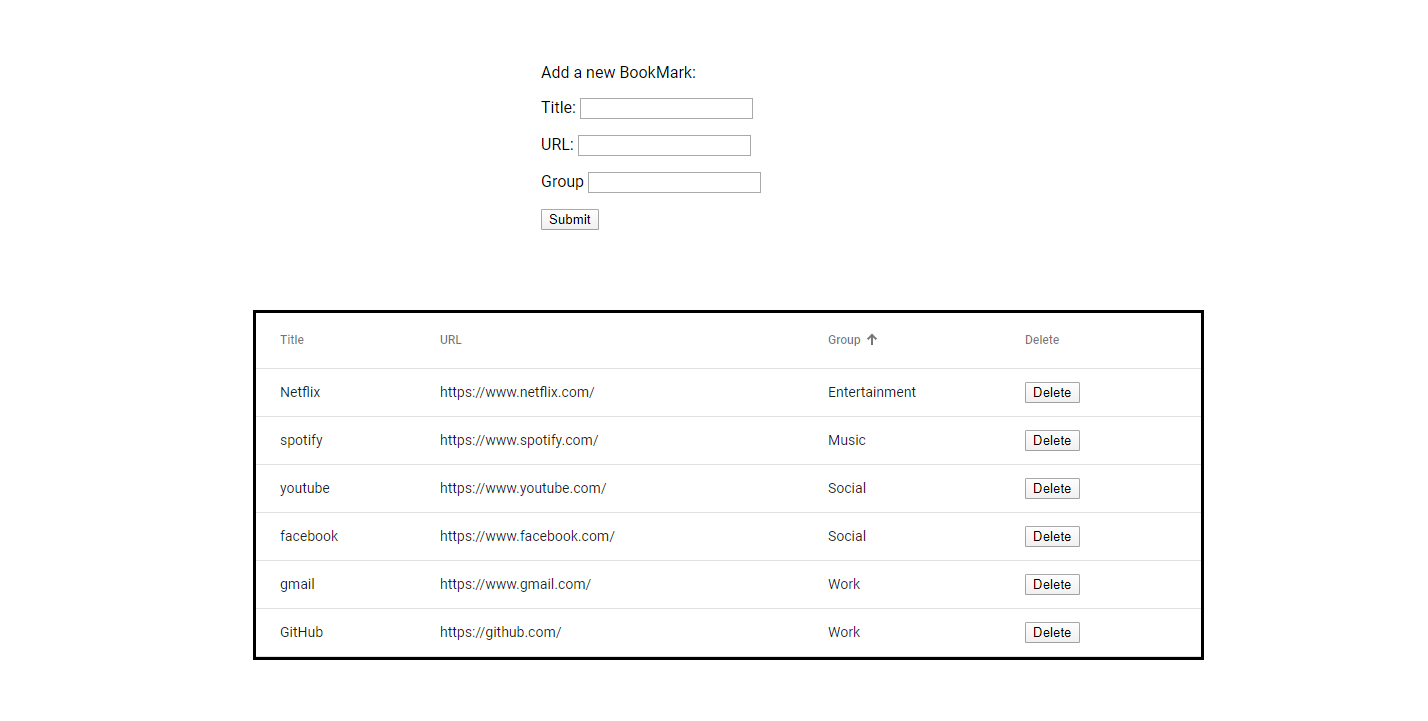 Add a new BookMark:
Title:
URL:
Group
Submit
Title URL Group Delete
Netflix https://www.netflix.com/ Entertainment Delete
spotify https://www.spotify.com/ Music Delete
youtube https://www.youtube.com/ Social Delete
facebook https://www.facebook.com/ Social Delete
gmail https://www.gmail.com/ Work Delete
GitHub https://github.com/ Work Delete